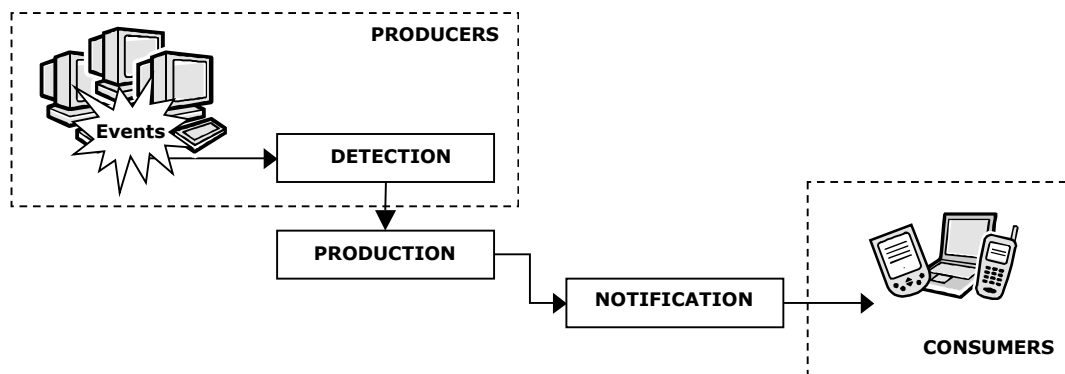 PRODUCERS
Events
DETECTION
PRODUCTION
NOTIFICATION
CONSUMERS